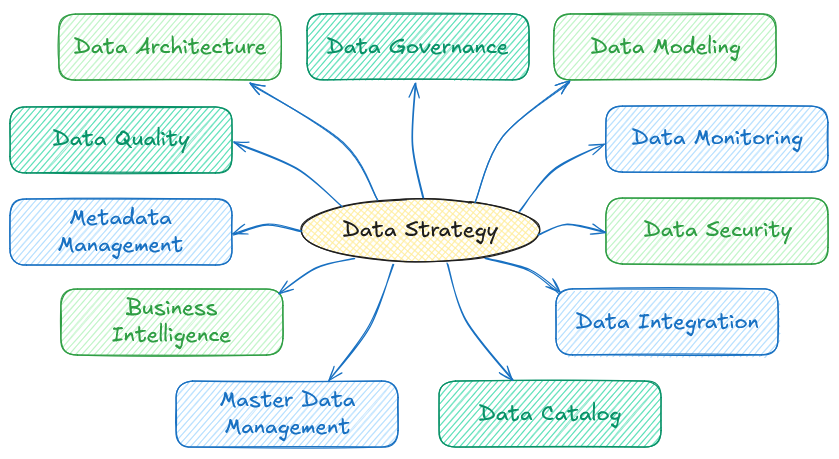 Data Architecture
Data Governance
Data Modeling
Data Quality
Data Monitoring
Metadata
Management
Data Strategy
Data Security
Business
Intelligence
Data Integration
Master Data
Management
Data Catalog